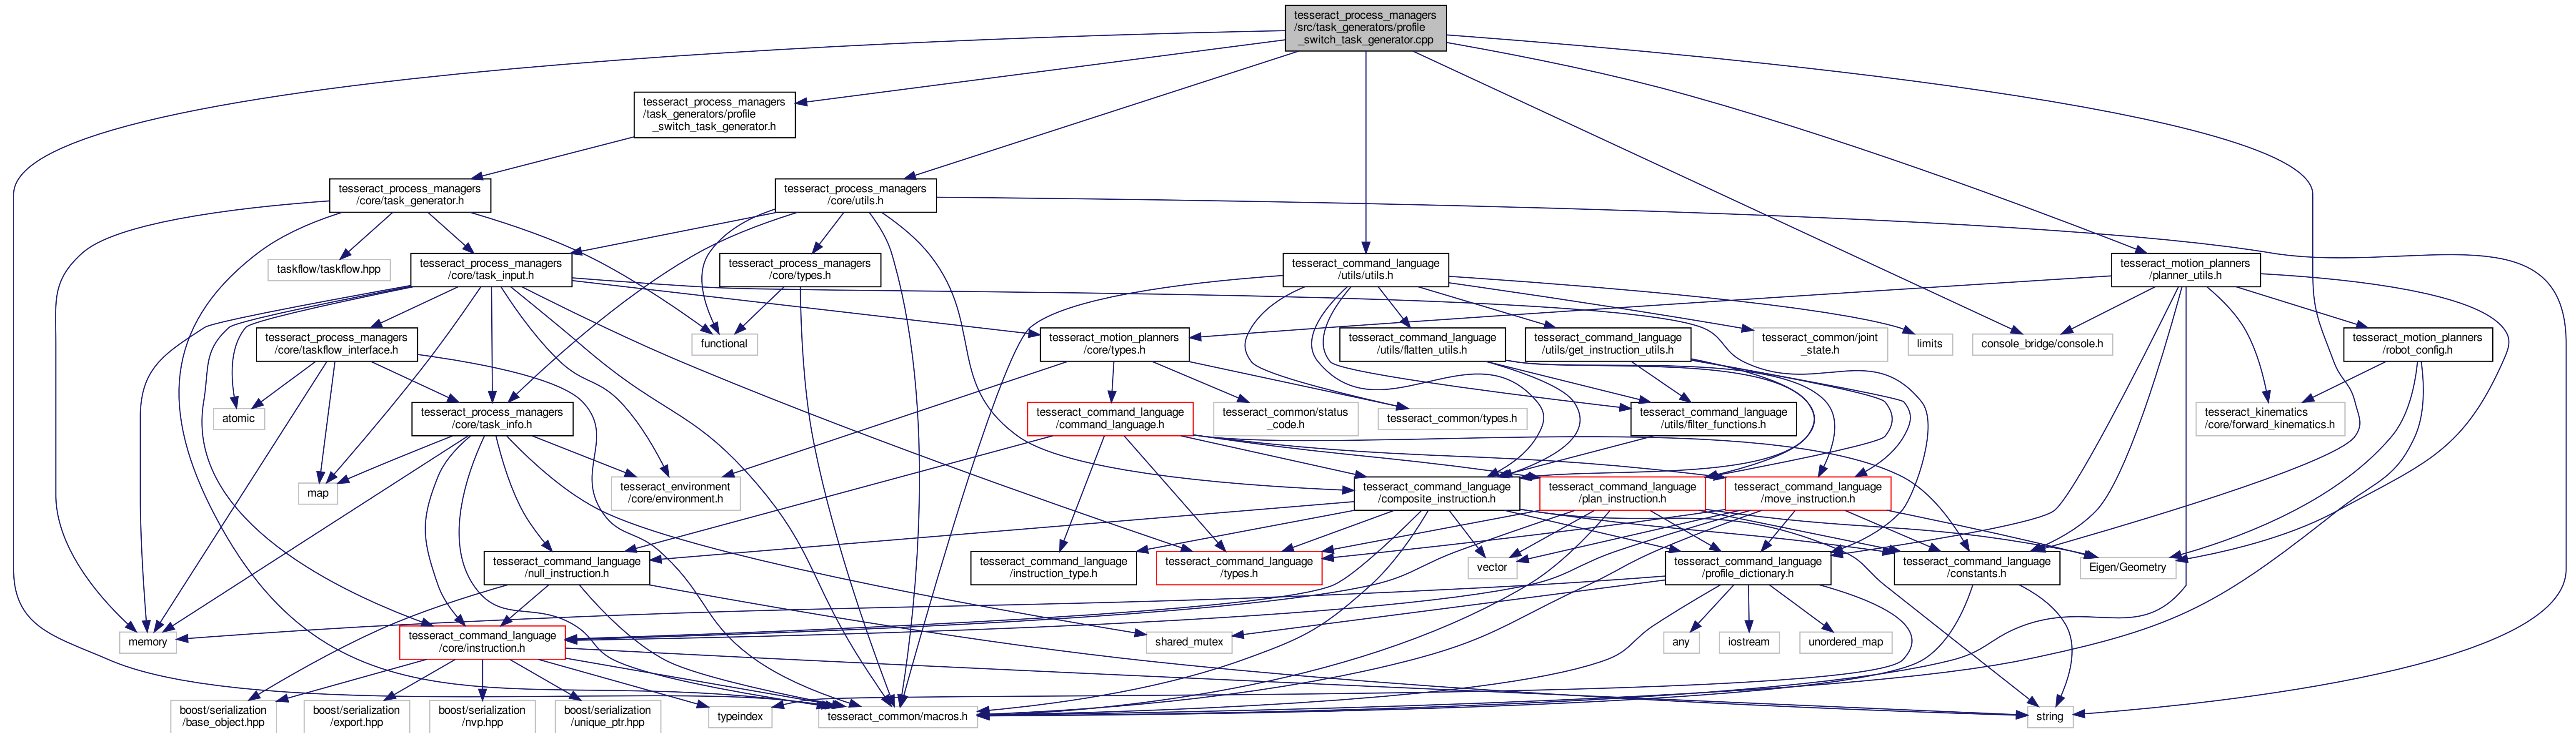 tesseract_process_managers
/src/task_generators/profile
_switch_task_generator.cpp
tesseract_process_managers
/task_generators/profile
_switch_task_generator.h
tesseract_process_managers
/core/task_generator.h
tesseract_process_managers
/core/utils.h
taskflow/taskflow.hpp
tesseract_process_managers
/core/task_input.h
tesseract_process_managers
/core/types.h
tesseract_command_language
/utils/utils.h
tesseract_motion_planners
/planner_utils.h
tesseract_process_managers
/core/taskflow_interface.h
functional
tesseract_motion_planners
/core/types.h
tesseract_command_language
/utils/flatten_utils.h
tesseract_command_language
/utils/get_instruction_utils.h
tesseract_common/joint
_state.h
limits
console_bridge/console.h
tesseract_motion_planners
/robot_config.h
atomic
tesseract_process_managers
/core/task_info.h
tesseract_command_language
/command_language.h
tesseract_common/status
_code.h
tesseract_common/types.h
tesseract_command_language
/utils/filter_functions.h
tesseract_kinematics
/core/forward_kinematics.h
map
tesseract_environment
/core/environment.h
tesseract_command_language
/composite_instruction.h
tesseract_command_language
/plan_instruction.h
tesseract_command_language
/move_instruction.h
tesseract_command_language
/null_instruction.h
tesseract_command_language
/instruction_type.h
tesseract_command_language
/types.h
vector
tesseract_command_language
/profile_dictionary.h
tesseract_command_language
/constants.h
Eigen/Geometry
memory
tesseract_command_language
/core/instruction.h
shared_mutex
any
iostream
unordered_map
boost/serialization
/base_object.hpp
boost/serialization
/export.hpp
boost/serialization
/nvp.hpp
boost/serialization
/unique_ptr.hpp
typeindex
tesseract_common/macros.h
string